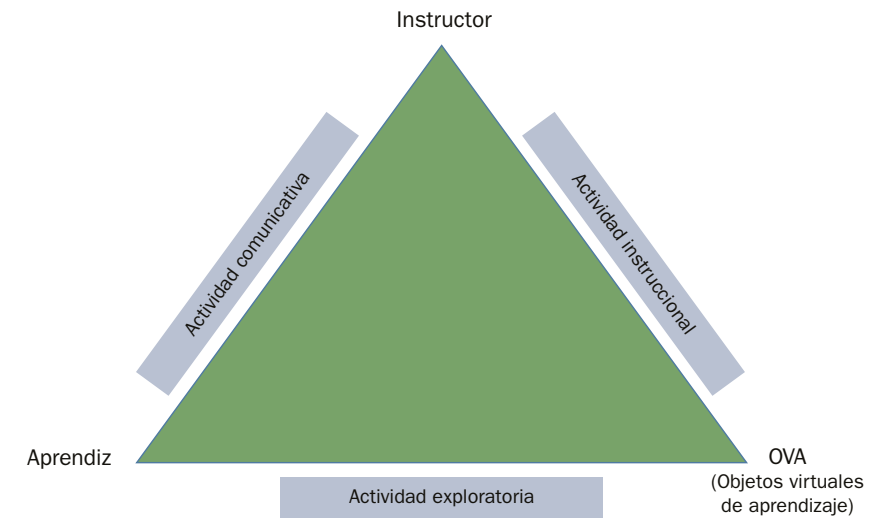 Instructor
Actividad comunicativa
Actividad instruccional
Aprendiz
OVA
(Objetos virtuales
de aprendizaje)
Actividad exploratoria